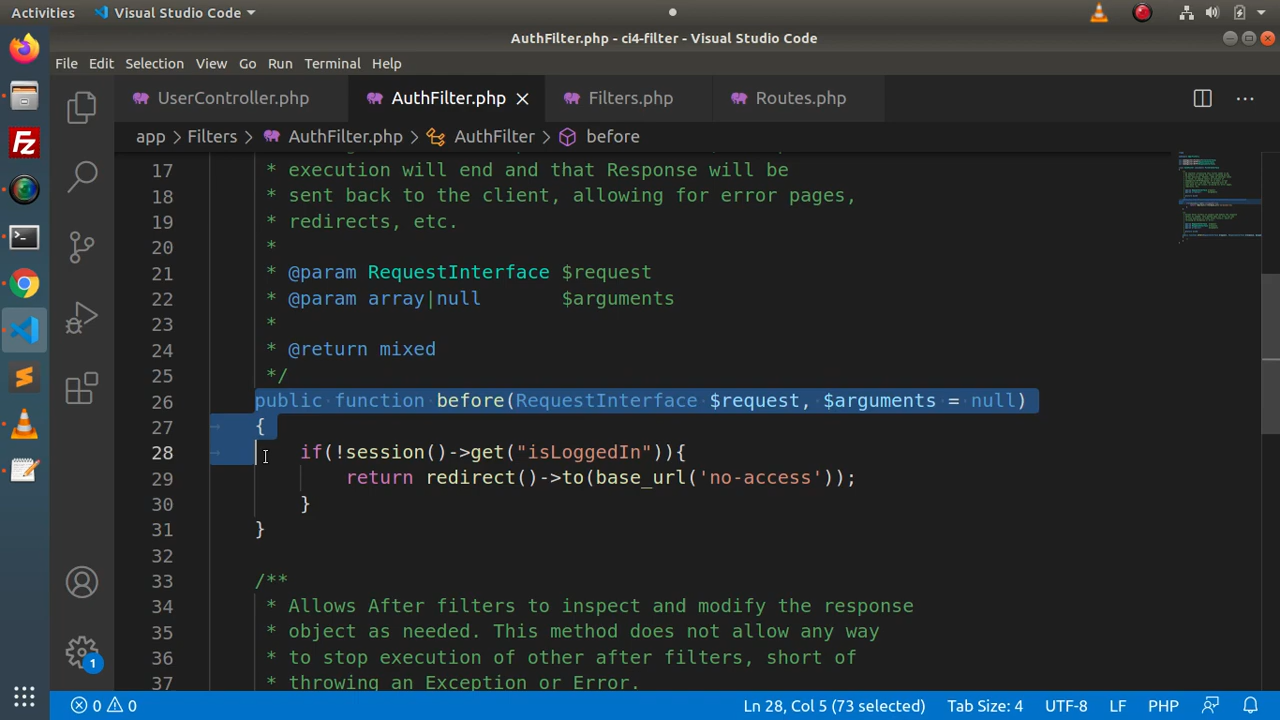 Activities Visual Studio Code
AuthFilter.php - ci4-filter - Visual Studio Code
File Edit Selection View Go Run Terminal Help
UserController.php AuthFilter.php Filters.php Routes.php
app > Filters > AuthFilter.php > AuthFilter > before
17 * execution will end and that Response will be
18 * sent back to the client, allowing for error pages,
19 * redirects, etc.
20 *
21 * @param RequestInterface $request
22 * @param array|null $arguments
23 *
24 * @return mixed
25 */
26 public function before(RequestInterface $request, $arguments = null)
27 {
28 if(!session()->get("isLoggedIn")){
29 return redirect()->to(base_url('no-access'));
30 }
31 }
32
33 /**
34 * Allows After filters to inspect and modify the response
35 * object as needed. This method does not allow any way
36 * to stop execution of other after filters, short of
37 * throwing an Exception or Error.
1
0 0 Ln 28, Col 5 (73 selected) Tab Size: 4 UTF-8 LF PHP